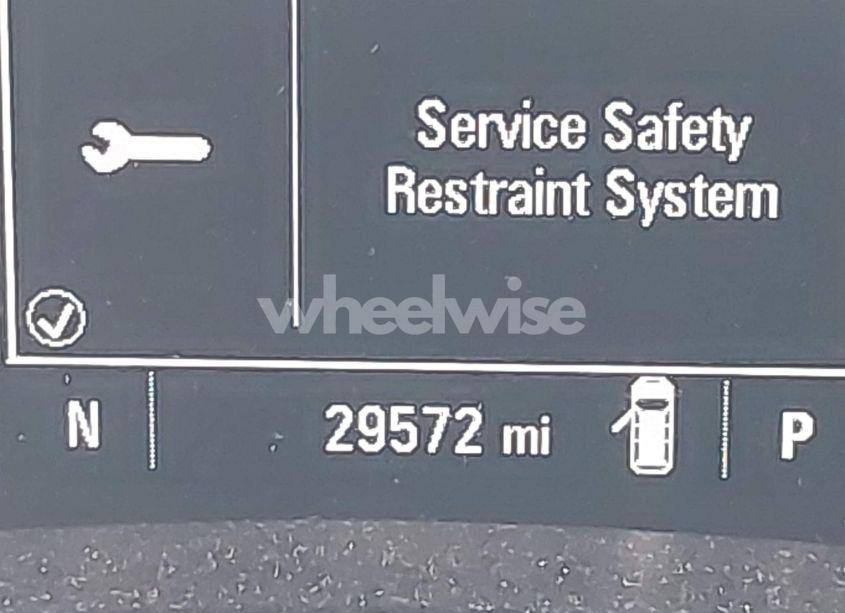 Service Safety
Restraint System
wheelwise
N 29572 mi P